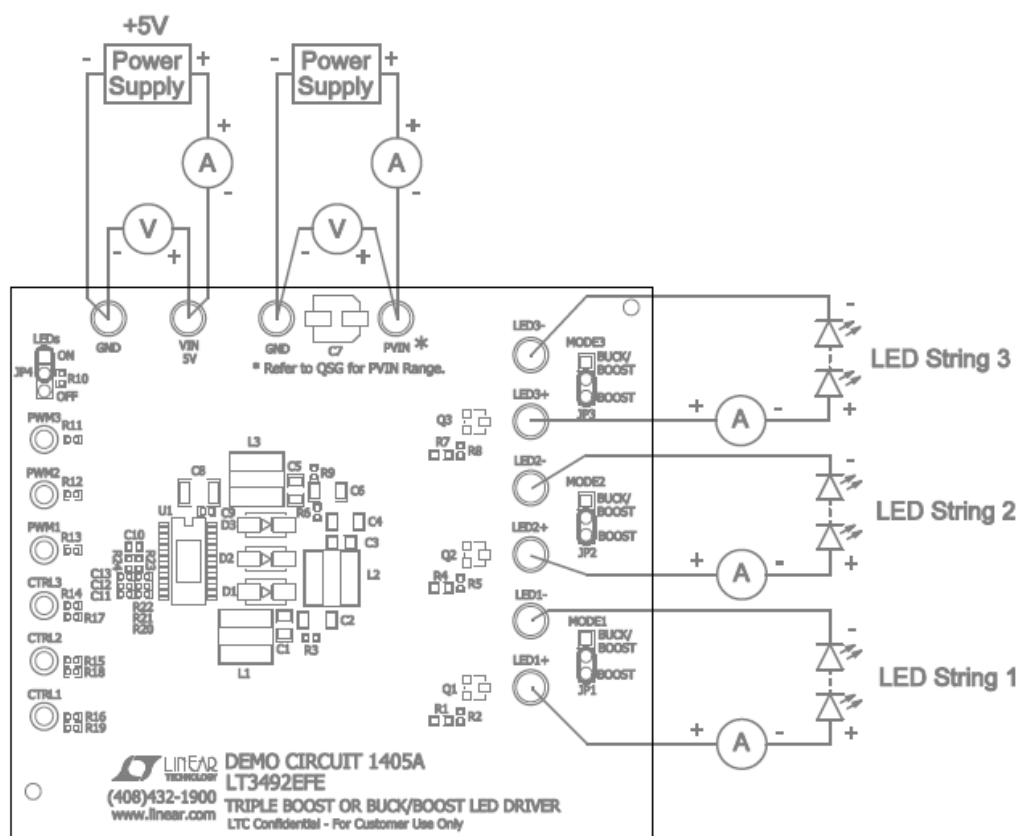 +5V
- Power Supply +
- Power Supply +
+
A
-
+
A
-
V
- +
V
- +
GND
VIN
5V
GND
C7
PVIN *
* Refer to QSG for PVIN Range.
LEDs
ON
JP4
R10
OFF
PWM3
R11
PWM2
R12
PWM1
R13
CTRL3
R14
R17
CTRL2
R15
R18
CTRL1
R16
R19
C8
L3
C5
R9
C6
U1
C9
R6
D3
C4
C3
D2
L2
D1
C10
R24
R23
C13
C12
C11
R22
R21
R20
C1
R3
C2
L1
Q3
R7
R8
Q2
R4
R5
Q1
R1
R2
LED3-
MODE3
BUCK/
BOOST
BOOST
JP3
LED3+
LED2-
MODE2
BUCK/
BOOST
BOOST
JP2
LED2+
LED1-
MODE1
BUCK/
BOOST
BOOST
JP1
LED1+
-
LED String 3
+ A - +
-
LED String 2
+ A - +
-
LED String 1
+ A - +
LINEAR
TECHNOLOGY
(408)432-1900
www.linear.com
DEMO CIRCUIT 1405A
LT3492EFE
TRIPLE BOOST OR BUCK/BOOST LED DRIVER
LTC Confidential - For Customer Use Only